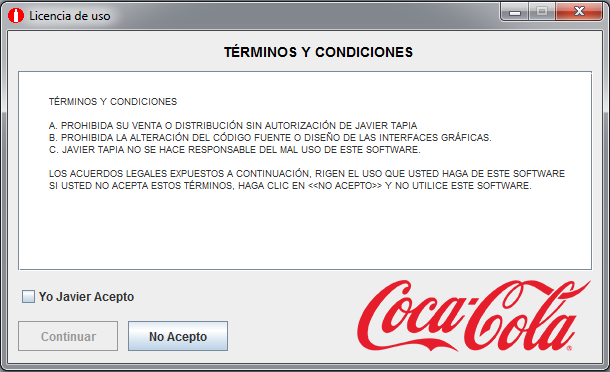 Licencia de uso
TÉRMINOS Y CONDICIONES
TÉRMINOS Y CONDICIONES
A. PROHIBIDA SU VENTA O DISTRIBUCIÓN SIN AUTORIZACIÓN DE JAVIER TAPIA
B. PROHIBIDA LA ALTERACIÓN DEL CÓDIGO FUENTE O DISEÑO DE LAS INTERFACES GRÁFICAS.
C. JAVIER TAPIA NO SE HACE RESPONSABLE DEL MAL USO DE ESTE SOFTWARE.
LOS ACUERDOS LEGALES EXPUESTOS A CONTINUACIÓN, RIGEN EL USO QUE USTED HAGA DE ESTE SOFTWARE
SI USTED NO ACEPTA ESTOS TÉRMINOS, HAGA CLIC EN <<NO ACEPTO>> Y NO UTILICE ESTE SOFTWARE.
Yo Javier Acepto
Continuar
No Acepto
Coca-Cola®